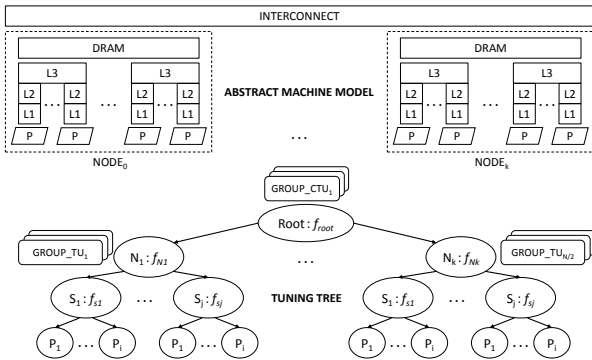 INTERCONNECT
DRAM DRAM
L3 L3 L3 L3
L2 ... L2 ... L2 ... L2 ABSTRACT MACHINE MODEL L2 ... L2 ... L2 ... L2
L1 L1 L1 L1 L1 L1 L1 L1
P P P P ... P P P P
NODE0 NODEk
GROUP_CTU1
Root : froot
GROUP_TU1 GROUP_TUN/2
N1 : fN1 ... Nk : fNk
S1 : fs1 ... Sj : fsj TUNING TREE S1 : fs1 ... Sj : fsj
P1 ... Pi P1 ... Pi P1 ... Pi P1 ... Pi